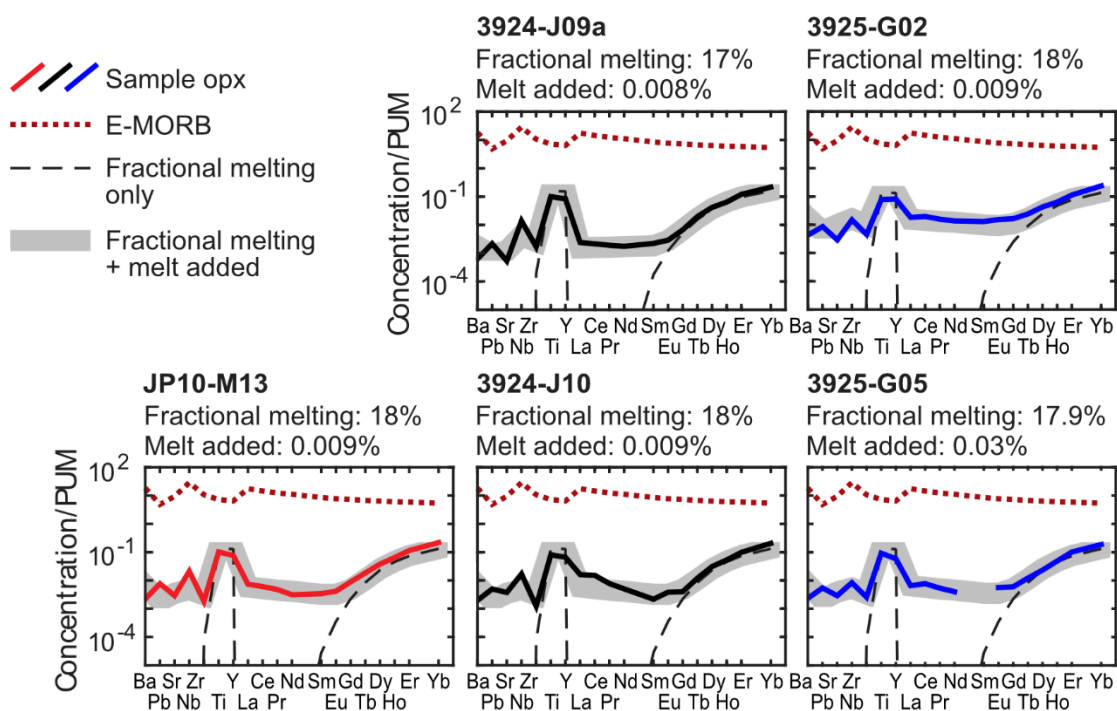 Sample opx
E-MORB
Fractional melting
only
Fractional melting
+ melt added
3924-J09a
Fractional melting: 17%
Melt added: 0.008%
Concentration/PUM
10²
10⁻¹
10⁻⁴
Ba Sr Zr Y Ce Nd Sm Gd Dy Er Yb
Pb Nb Ti La Pr Eu Tb Ho
3925-G02
Fractional melting: 18%
Melt added: 0.009%
Ba Sr Zr Y Ce Nd Sm Gd Dy Er Yb
Pb Nb Ti La Pr Eu Tb Ho
JP10-M13
Fractional melting: 18%
Melt added: 0.009%
Concentration/PUM
10²
10⁻¹
10⁻⁴
Ba Sr Zr Y Ce Nd Sm Gd Dy Er Yb
Pb Nb Ti La Pr Eu Tb Ho
3924-J10
Fractional melting: 18%
Melt added: 0.009%
Ba Sr Zr Y Ce Nd Sm Gd Dy Er Yb
Pb Nb Ti La Pr Eu Tb Ho
3925-G05
Fractional melting: 17.9%
Melt added: 0.03%
Ba Sr Zr Y Ce Nd Sm Gd Dy Er Yb
Pb Nb Ti La Pr Eu Tb Ho